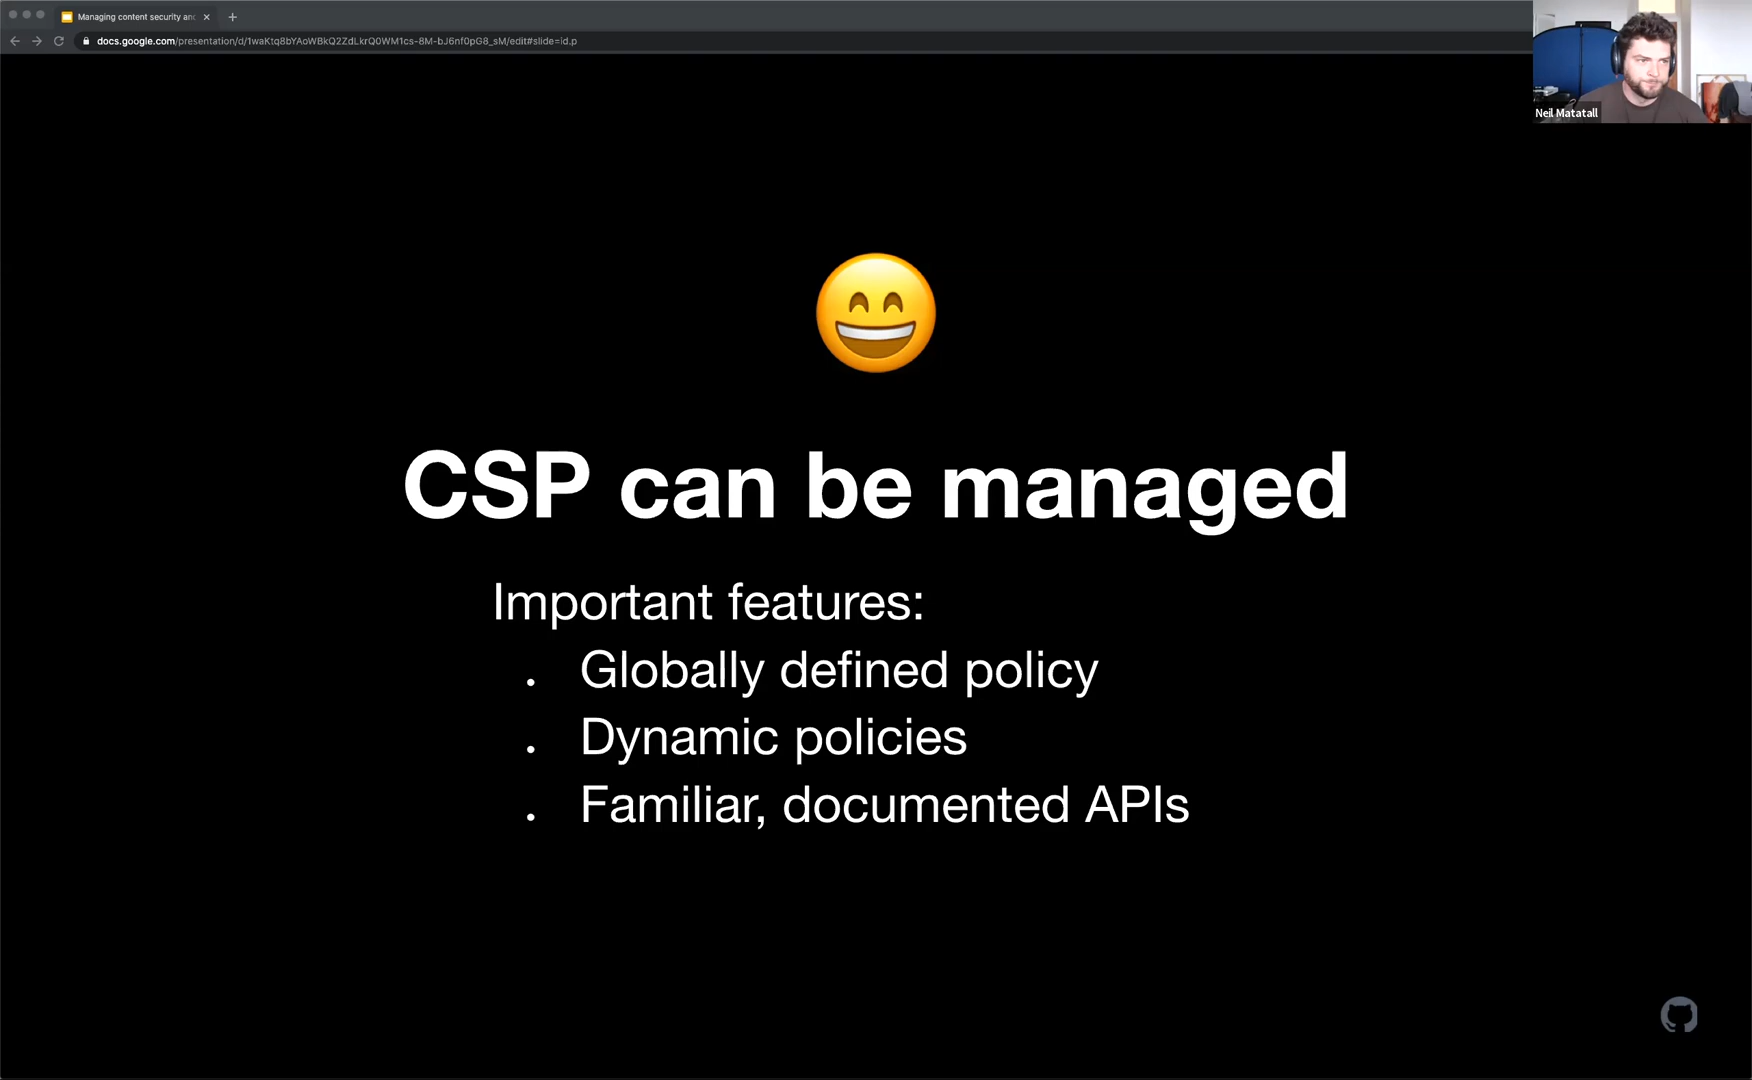 Managing content security an
docs.google.com/presentation/d/1waKtq8bYAoWBkQ2ZdLkrQ0WM1cs-8M-bJ6nf0pG8_sM/edit#slide=id.p
Neil Matatall
CSP can be managed
Important features:
. Globally defined policy
. Dynamic policies
. Familiar, documented APIs